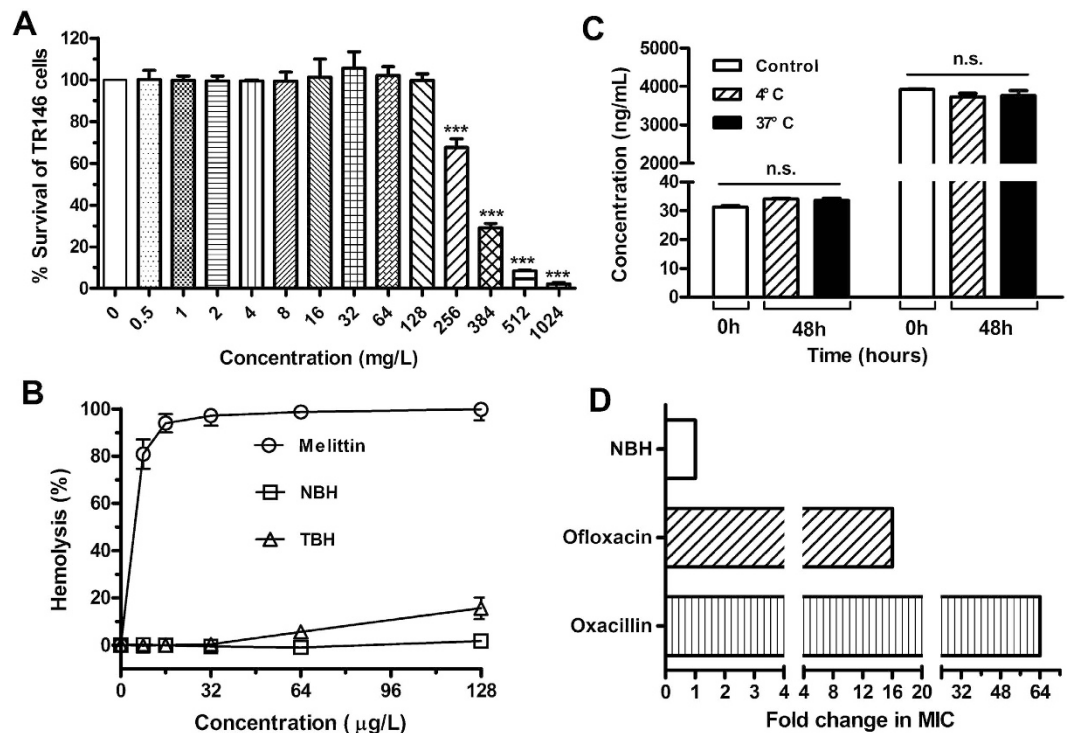 A
% Survival of TR146 cells
120
100
80
60
40
20
0
*** *** *** ***
0 0.5 1 2 4 8 16 32 64 128 256 384 512 1024
Concentration (mg/L)
C
Concentration (ng/mL)
5000
4000
3000
2000
40
30
20
10
0
Control
4° C
37° C
n.s.
n.s.
0h 48h 0h 48h
Time (hours)
B
Hemolysis (%)
100
80
60
40
20
0
Melittin
NBH
TBH
0 32 64 96 128
Concentration ( μg/L)
D
NBH
Ofloxacin
Oxacillin
0 1 2 3 4 4 8 12 16 20 32 48 64
Fold change in MIC